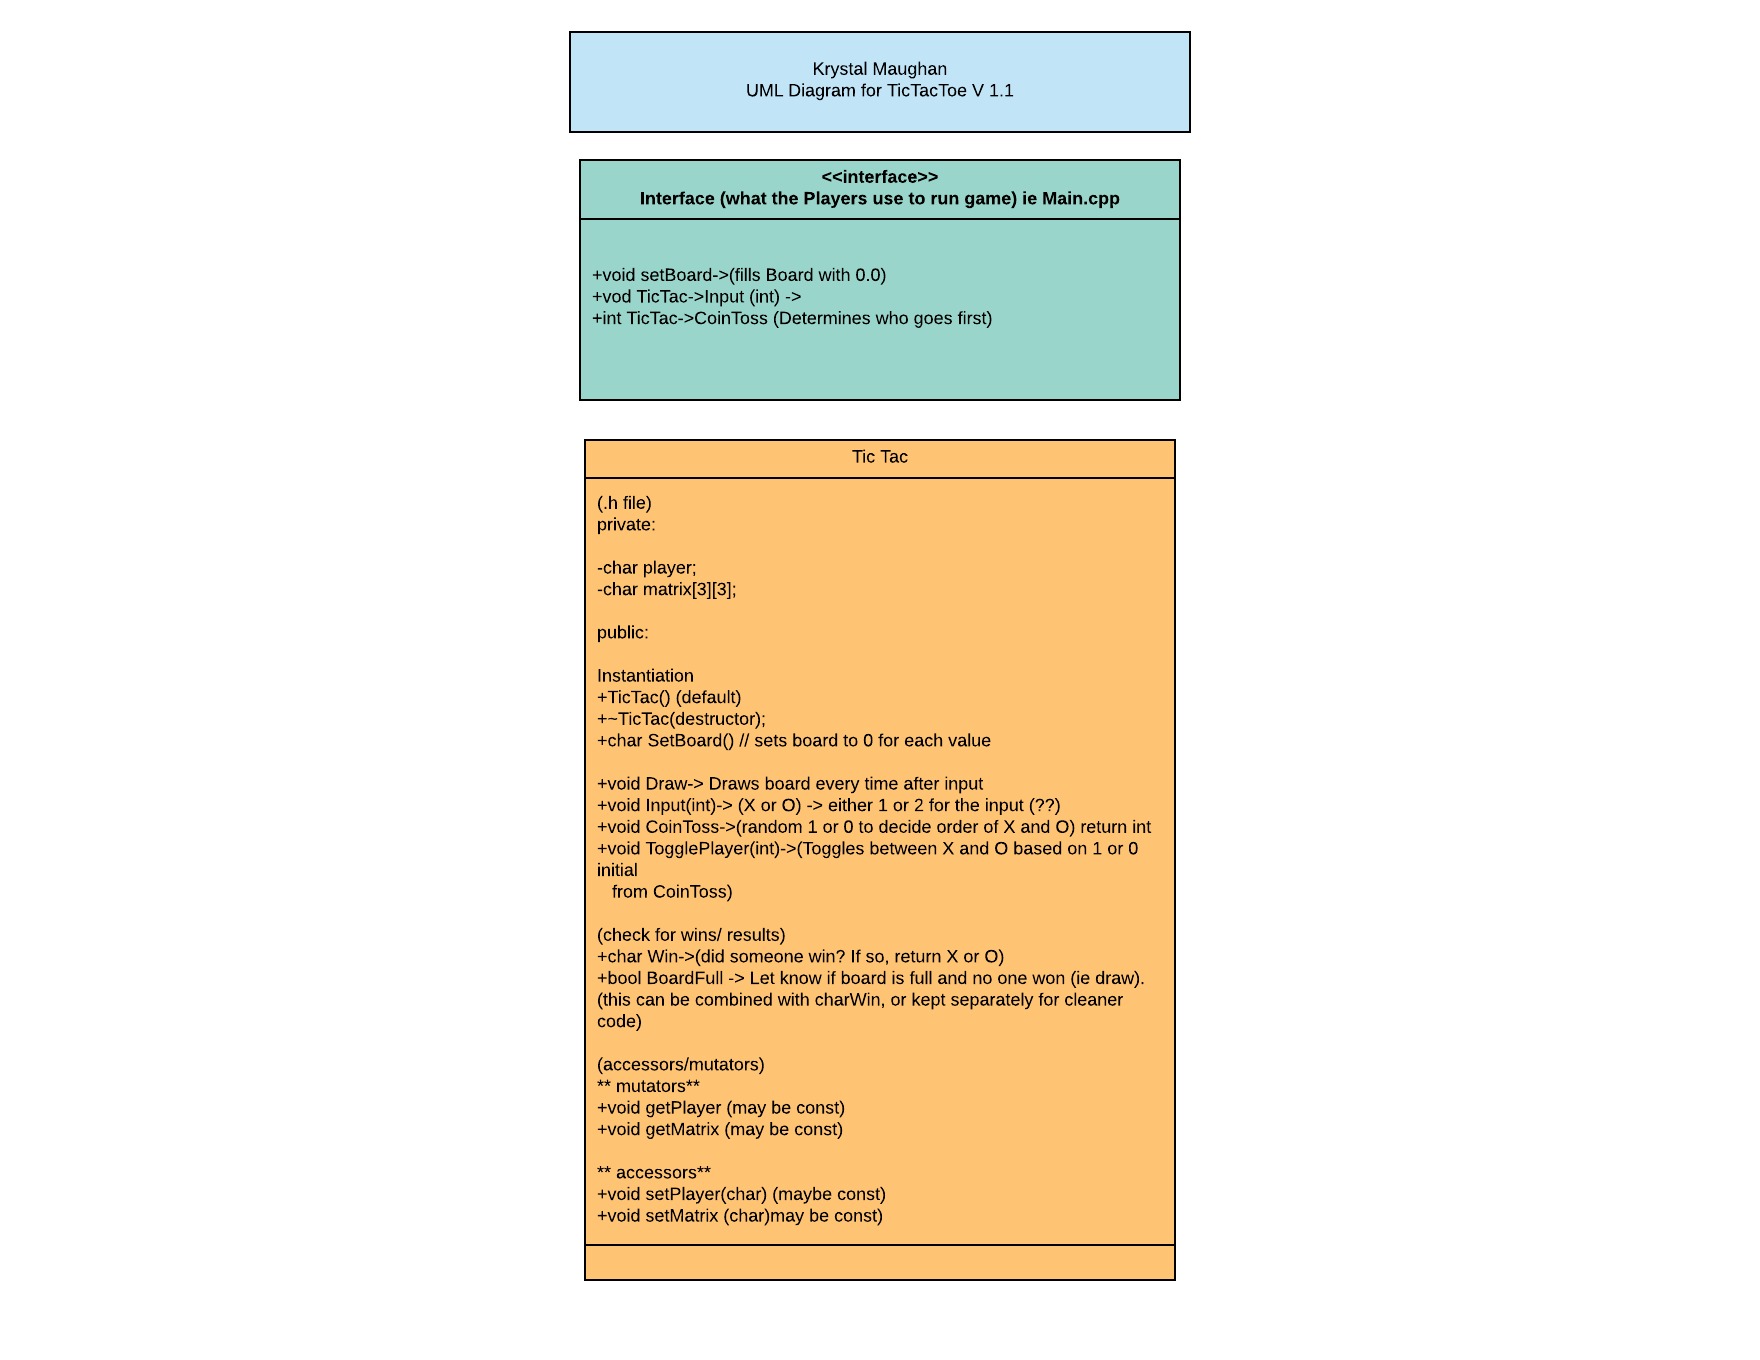 Krystal Maughan
UML Diagram for TicTacToe V 1.1
<<interface>>
Interface (what the Players use to run game) ie Main.cpp
+void setBoard->(fills Board with 0.0)
+vod TicTac->Input (int) ->
+int TicTac->CoinToss (Determines who goes first)
Tic Tac
(.h file)
private:
-char player;
-char matrix[3][3];
public:
Instantiation
+TicTac() (default)
+~TicTac(destructor);
+char SetBoard() // sets board to 0 for each value
+void Draw-> Draws board every time after input
+void Input(int)-> (X or O) -> either 1 or 2 for the input (??)
+void CoinToss->(random 1 or 0 to decide order of X and O) return int
+void TogglePlayer(int)->(Toggles between X and O based on 1 or 0
initial
from CoinToss)
(check for wins/ results)
+char Win->(did someone win? If so, return X or O)
+bool BoardFull -> Let know if board is full and no one won (ie draw).
(this can be combined with charWin, or kept separately for cleaner
code)
(accessors/mutators)
** mutators**
+void getPlayer (may be const)
+void getMatrix (may be const)
** accessors**
+void setPlayer(char) (maybe const)
+void setMatrix (char)may be const)